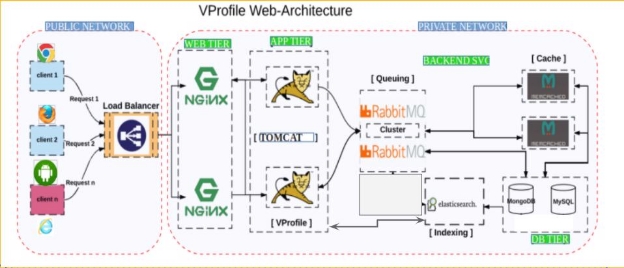 VProfile Web-Architecture
PUBLIC NETWORK
PRIVATE NETWORK
WEB TIER
APP TIER
BACKEND SVC
[ Cache ]
[ Queuing ]
client 1
Request 1
Load Balancer
NGINX
MEMCACHED
RabbitMQ
Cluster
RabbitMQ
MEMCACHED
client 2
Request 2
[ TOMCAT ]
client n
Request n
NGINX
[ VProfile ]
elasticsearch.
[ Indexing ]
MongoDB
MySQL
DB TIER